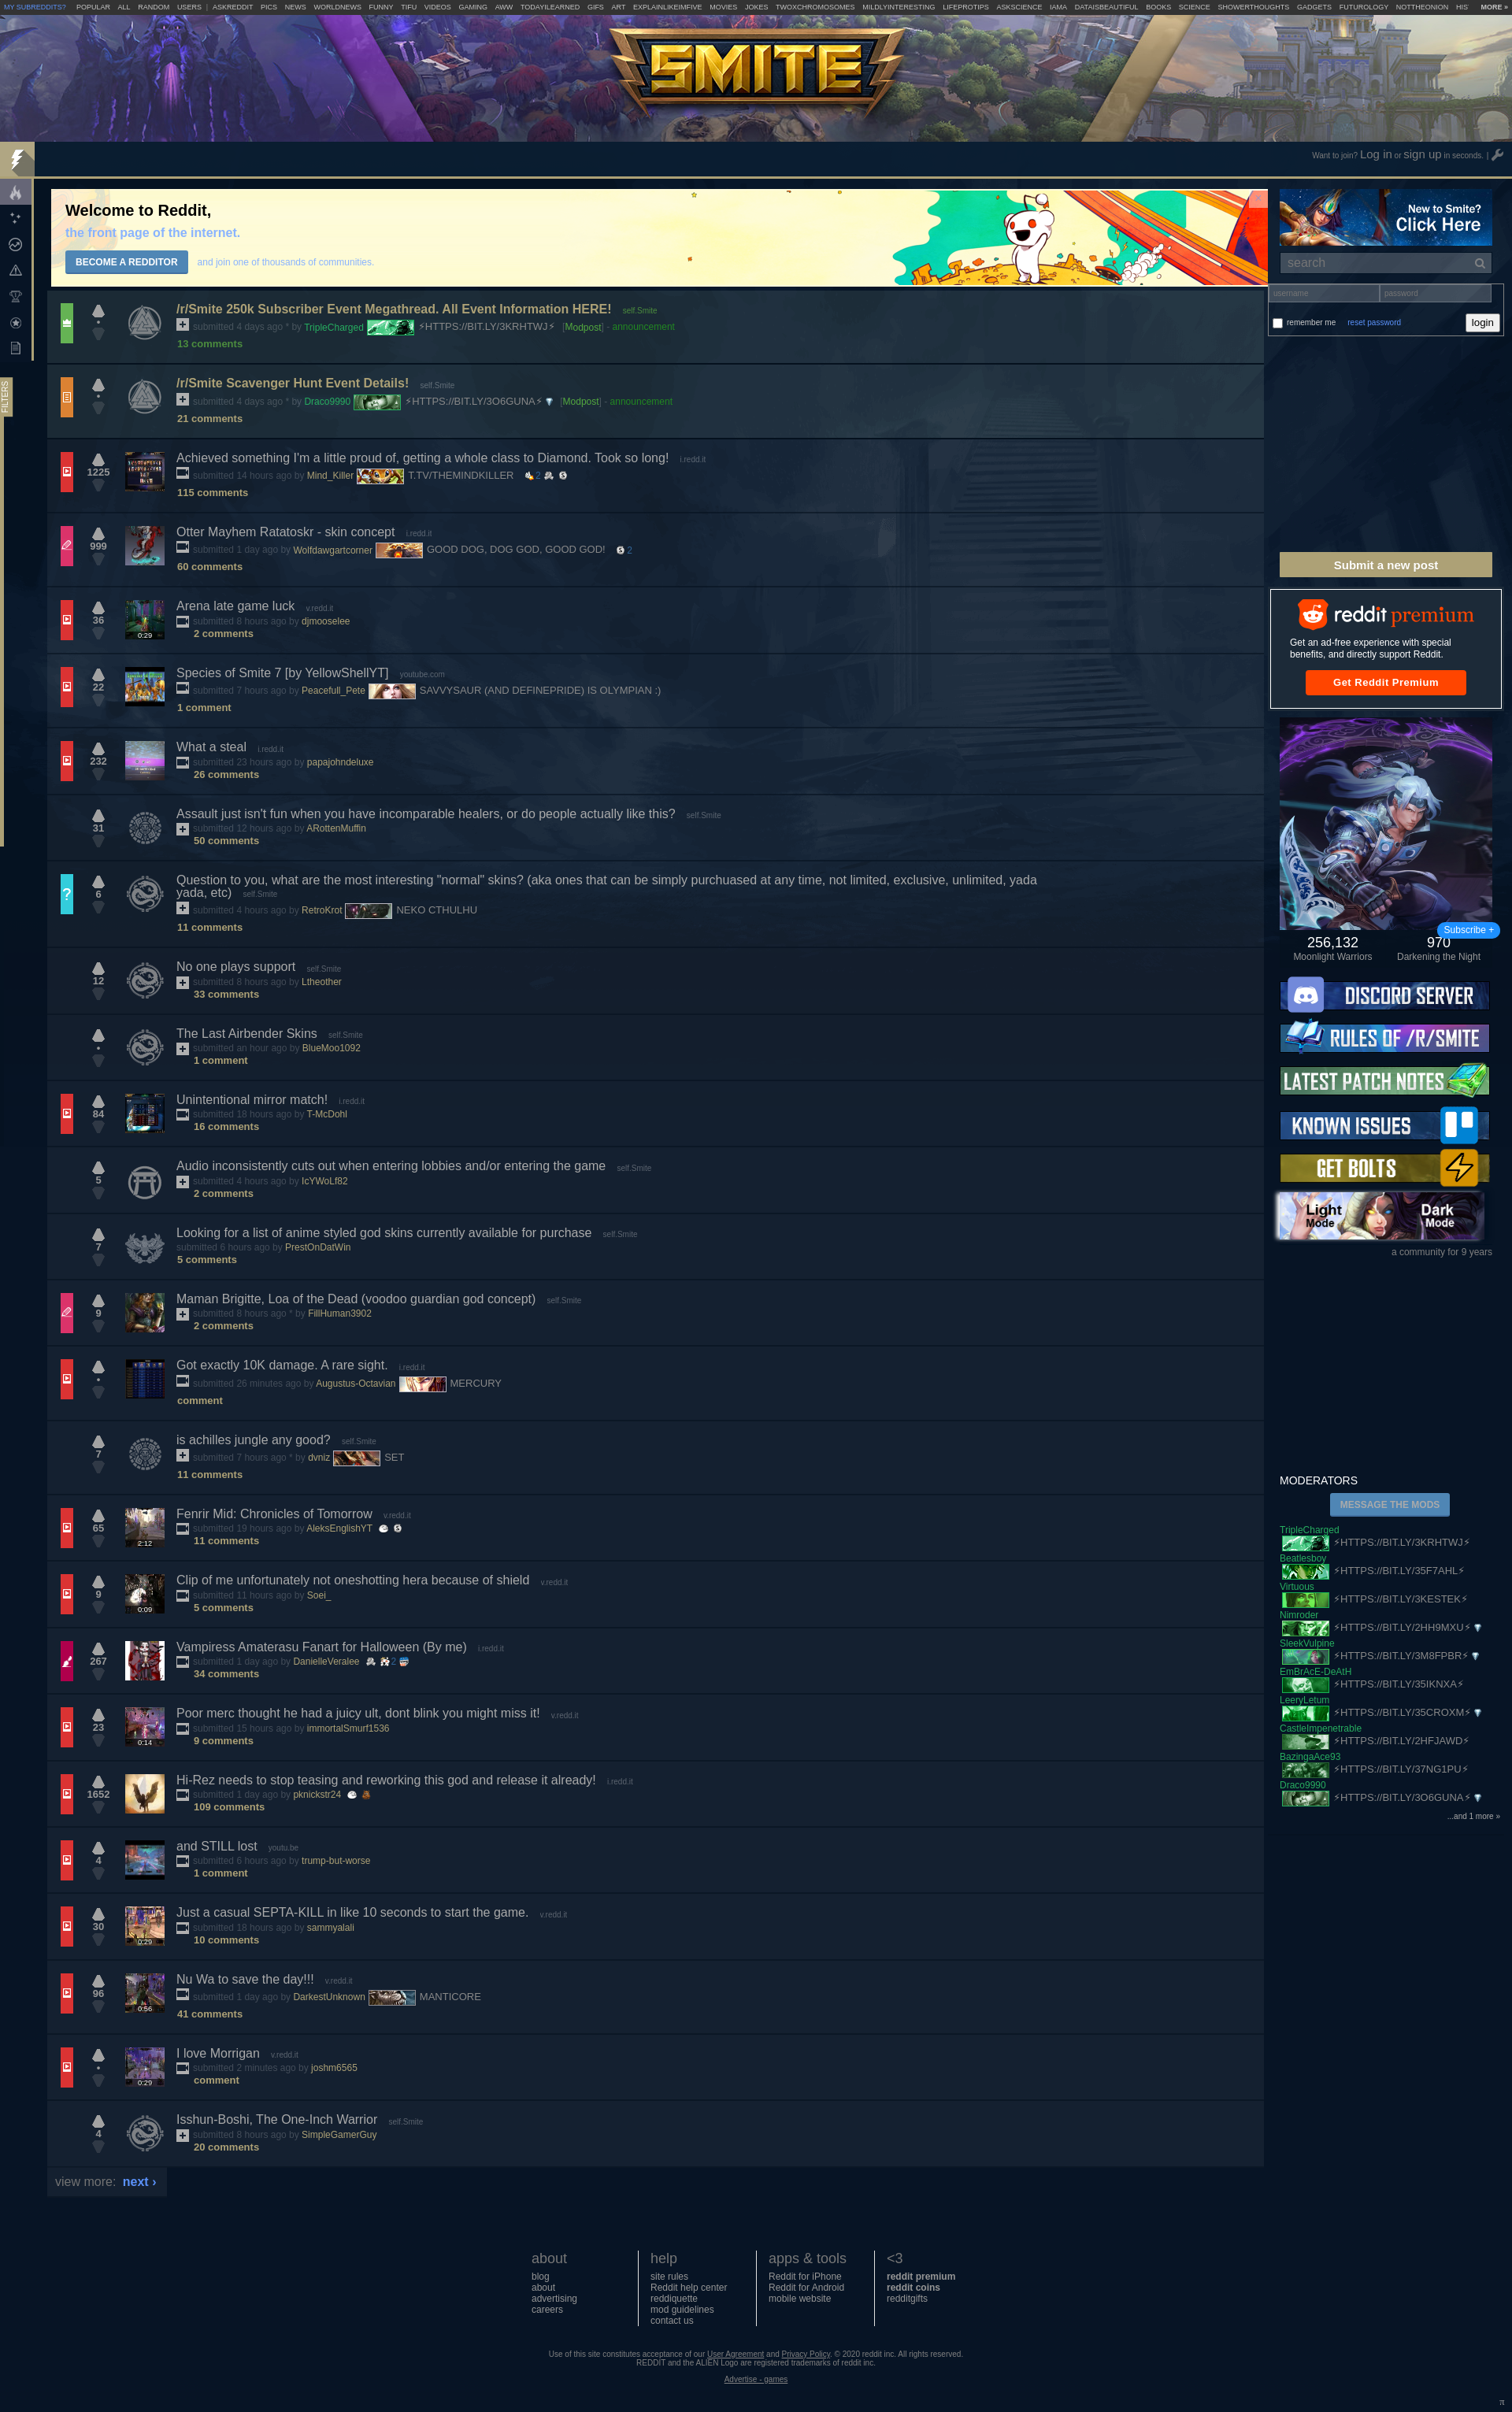 MY SUBREDDITS? POPULAR ALL RANDOM USERS | ASKREDDIT PICS NEWS WORLDNEWS FUNNY TIFU VIDEOS GAMING AWW TODAYILEARNED GIFS ART EXPLAINLIKEIMFIVE MOVIES JOKES TWOXCHROMOSOMES MILDLYINTERESTING LIFEPROTIPS ASKSCIENCE IAMA DATAISBEAUTIFUL BOOKS SCIENCE SHOWERTHOUGHTS GADGETS FUTUROLOGY NOTTHEONION HIS MORE »
SMITE
Want to join? Log in or sign up in seconds. |
FILTERS
Welcome to Reddit,
the front page of the internet.
BECOME A REDDITOR and join one of thousands of communities.
/r/Smite 250k Subscriber Event Megathread. All Event Information HERE! self.Smite
submitted 4 days ago * by TripleCharged ⚡HTTPS://BIT.LY/3KRHTWJ⚡ [Modpost] - announcement
13 comments
/r/Smite Scavenger Hunt Event Details! self.Smite
submitted 4 days ago * by Draco9990 ⚡HTTPS://BIT.LY/3O6GUNA⚡ [Modpost] - announcement
21 comments
1225
Achieved something I'm a little proud of, getting a whole class to Diamond. Took so long! i.redd.it
submitted 14 hours ago by Mind_Killer T.TV/THEMINDKILLER 2
115 comments
999
Otter Mayhem Ratatoskr - skin concept i.redd.it
submitted 1 day ago by Wolfdawgartcorner GOOD DOG, DOG GOD, GOOD GOD! 2
60 comments
36
0:29
Arena late game luck v.redd.it
submitted 8 hours ago by djmooselee
2 comments
22
Species of Smite 7 [by YellowShellYT] youtube.com
submitted 7 hours ago by Peacefull_Pete SAVVYSAUR (AND DEFINEPRIDE) IS OLYMPIAN :)
1 comment
232
What a steal i.redd.it
submitted 23 hours ago by papajohndeluxe
26 comments
31
Assault just isn't fun when you have incomparable healers, or do people actually like this? self.Smite
submitted 12 hours ago by ARottenMuffin
50 comments
6
Question to you, what are the most interesting "normal" skins? (aka ones that can be simply purchuased at any time, not limited, exclusive, unlimited, yada
yada, etc) self.Smite
submitted 4 hours ago by RetroKrot NEKO CTHULHU
11 comments
12
No one plays support self.Smite
submitted 8 hours ago by Ltheother
33 comments
The Last Airbender Skins self.Smite
submitted an hour ago by BlueMoo1092
1 comment
84
Unintentional mirror match! i.redd.it
submitted 18 hours ago by T-McDohl
16 comments
5
Audio inconsistently cuts out when entering lobbies and/or entering the game self.Smite
submitted 4 hours ago by IcYWoLf82
2 comments
7
Looking for a list of anime styled god skins currently available for purchase self.Smite
submitted 6 hours ago by PrestOnDatWin
5 comments
9
Maman Brigitte, Loa of the Dead (voodoo guardian god concept) self.Smite
submitted 8 hours ago * by FillHuman3902
2 comments
Got exactly 10K damage. A rare sight. i.redd.it
submitted 26 minutes ago by Augustus-Octavian MERCURY
comment
7
is achilles jungle any good? self.Smite
submitted 7 hours ago * by dvniz SET
11 comments
65
2:12
Fenrir Mid: Chronicles of Tomorrow v.redd.it
submitted 19 hours ago by AleksEnglishYT
11 comments
9
0:09
Clip of me unfortunately not oneshotting hera because of shield v.redd.it
submitted 11 hours ago by Soei_
5 comments
267
Vampiress Amaterasu Fanart for Halloween (By me) i.redd.it
submitted 1 day ago by DanielleVeralee 2
34 comments
23
0:14
Poor merc thought he had a juicy ult, dont blink you might miss it! v.redd.it
submitted 15 hours ago by immortalSmurf1536
9 comments
1652
Hi-Rez needs to stop teasing and reworking this god and release it already! i.redd.it
submitted 1 day ago by pknickstr24
109 comments
4
and STILL lost youtu.be
submitted 6 hours ago by trump-but-worse
1 comment
30
0:29
Just a casual SEPTA-KILL in like 10 seconds to start the game. v.redd.it
submitted 18 hours ago by sammyalali
10 comments
96
0:56
Nu Wa to save the day!!! v.redd.it
submitted 1 day ago by DarkestUnknown MANTICORE
41 comments
0:29
I love Morrigan v.redd.it
submitted 2 minutes ago by joshm6565
comment
4
Isshun-Boshi, The One-Inch Warrior self.Smite
submitted 8 hours ago by SimpleGamerGuy
20 comments
view more: next ›
New to Smite?
Click Here
search
username password
remember me reset password login
Submit a new post
reddit premium
Get an ad-free experience with special
benefits, and directly support Reddit.
Get Reddit Premium
Subscribe +
256,132 970
Moonlight Warriors Darkening the Night
DISCORD SERVER
RULES OF /R/SMITE
LATEST PATCH NOTES
KNOWN ISSUES
GET BOLTS
Light Mode Dark Mode
a community for 9 years
MODERATORS
MESSAGE THE MODS
TripleCharged
⚡HTTPS://BIT.LY/3KRHTWJ⚡
Beatlesboy
⚡HTTPS://BIT.LY/35F7AHL⚡
Virtuous
⚡HTTPS://BIT.LY/3KESTEK⚡
Nimroder
⚡HTTPS://BIT.LY/2HH9MXU⚡
SleekVulpine
⚡HTTPS://BIT.LY/3M8FPBR⚡
EmBrAcE-DeAtH
⚡HTTPS://BIT.LY/35IKNXA⚡
LeeryLetum
⚡HTTPS://BIT.LY/35CROXM⚡
CastleImpenetrable
⚡HTTPS://BIT.LY/2HFJAWD⚡
BazingaAce93
⚡HTTPS://BIT.LY/37NG1PU⚡
Draco9990
⚡HTTPS://BIT.LY/3O6GUNA⚡
...and 1 more »
about
blog
about
advertising
careers
help
site rules
Reddit help center
reddiquette
mod guidelines
contact us
apps & tools
Reddit for iPhone
Reddit for Android
mobile website
<3
reddit premium
reddit coins
redditgifts
Use of this site constitutes acceptance of our User Agreement and Privacy Policy. © 2020 reddit inc. All rights reserved.
REDDIT and the ALIEN Logo are registered trademarks of reddit inc.
Advertise - games
π